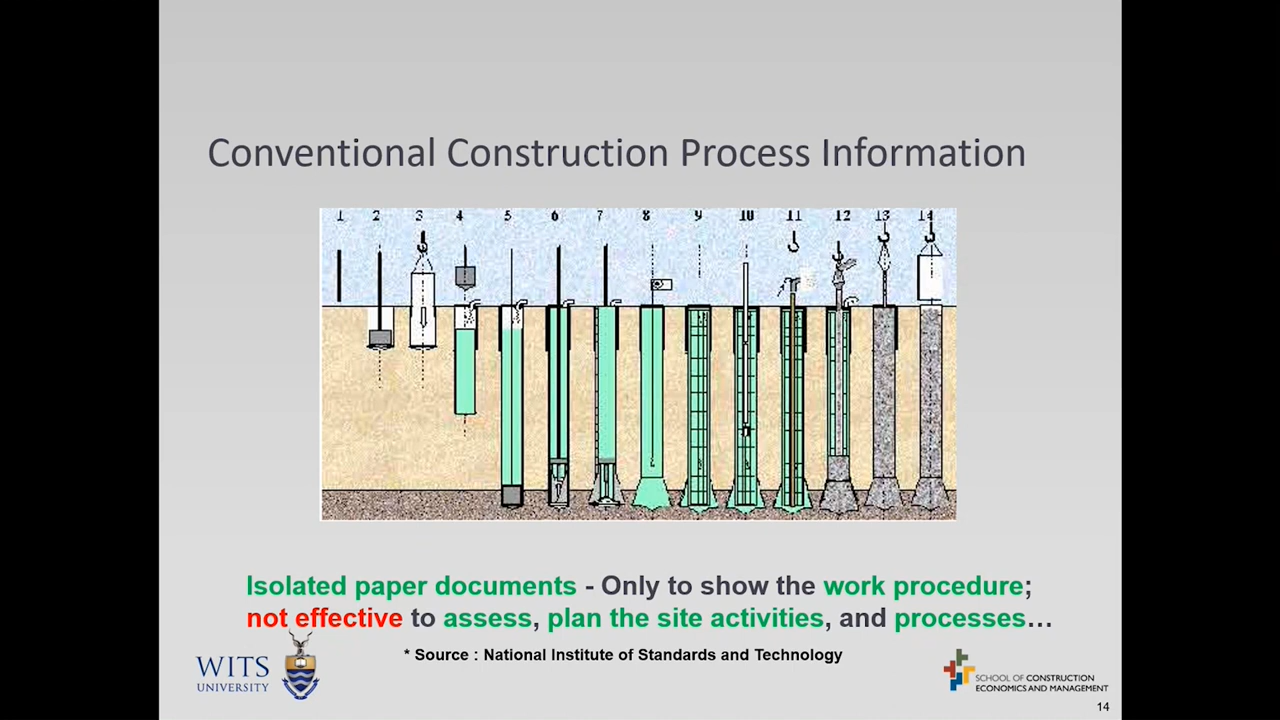 Conventional Construction Process Information
1 2 3 4 5 6 7 8 9 10 11 12 13 14
Isolated paper documents - Only to show the work procedure;
not effective to assess, plan the site activities, and processes…
* Source : National Institute of Standards and Technology
WITS
UNIVERSITY
SCHOOL OF CONSTRUCTION
ECONOMICS AND MANAGEMENT
14